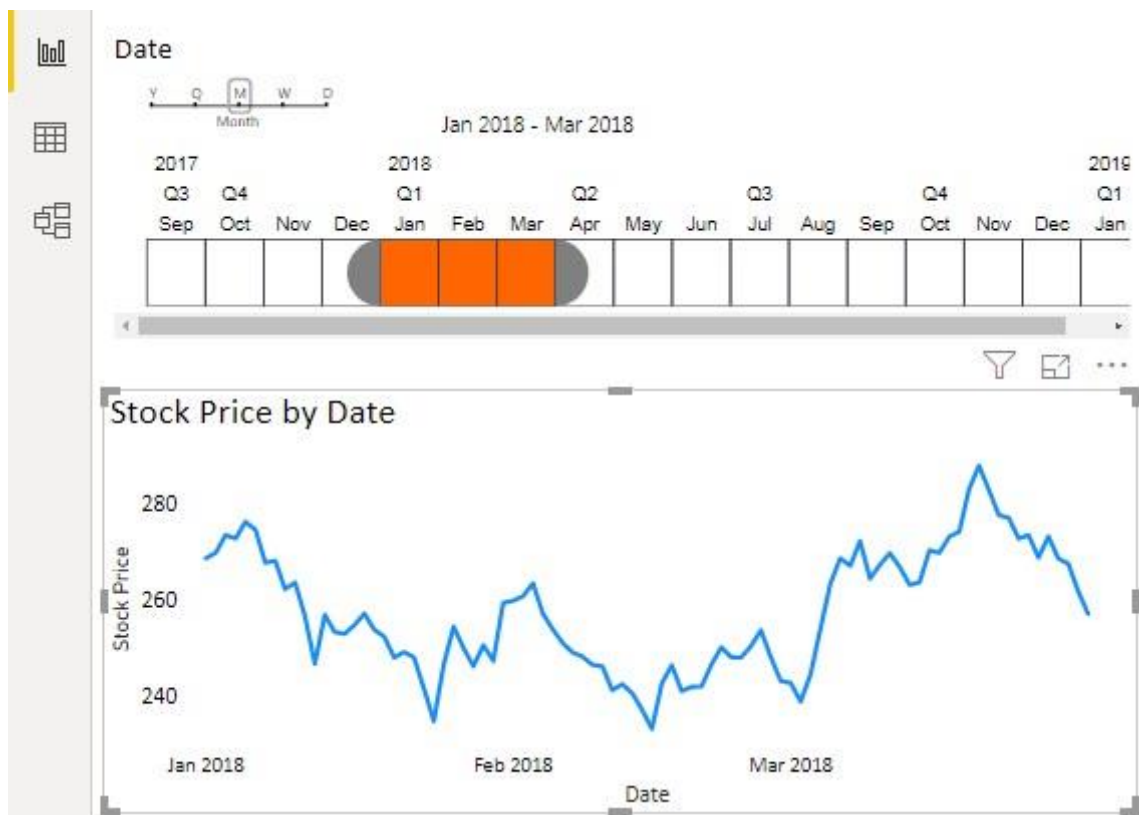 Date
Y Q M W D
Month
Jan 2018 - Mar 2018
2017 2018 2019
Q3 Q4 Q1 Q2 Q3 Q4 Q1
Sep Oct Nov Dec Jan Feb Mar Apr May Jun Jul Aug Sep Oct Nov Dec Jan
Stock Price by Date
280
260
240
Stock Price
Jan 2018 Feb 2018 Mar 2018
Date